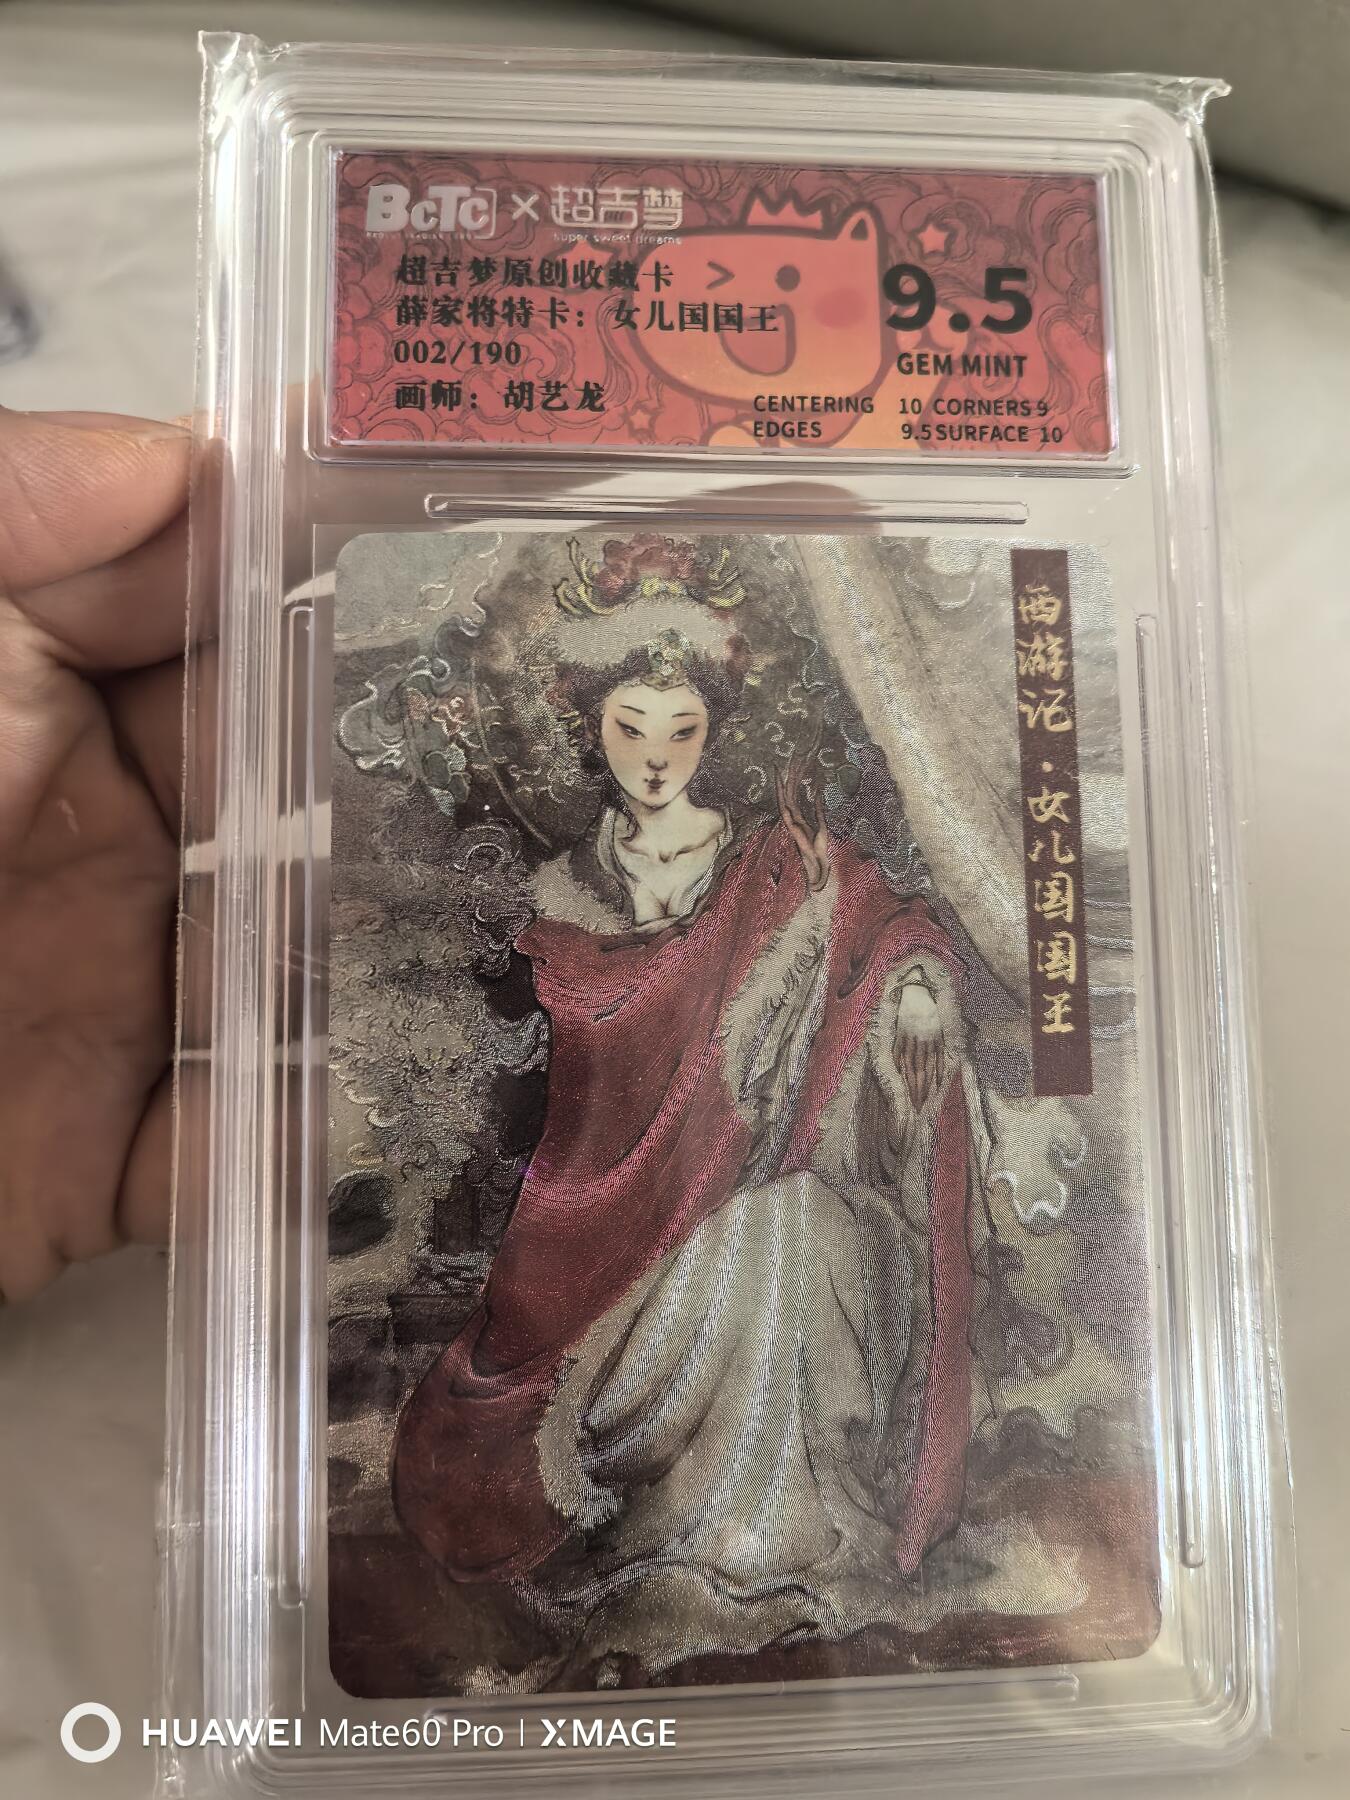 BCTC × 超吉梦
super sweet dreams
超吉梦原创收藏卡
薛家将特卡：女儿国国王
002/190
画师：胡艺龙
9.5
GEM MINT
CENTERING 10 CORNERS 9
EDGES 9.5 SURFACE 10
西游记·女儿国国王
HUAWEI Mate60 Pro | XMAGE